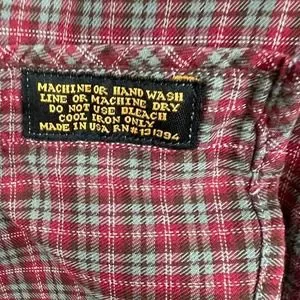 MACHINE OR HAND WASH
LINE OR MACHINE DRY
DO NOT USE BLEACH
COOL IRON ONLY
MADE IN USA RN#131394